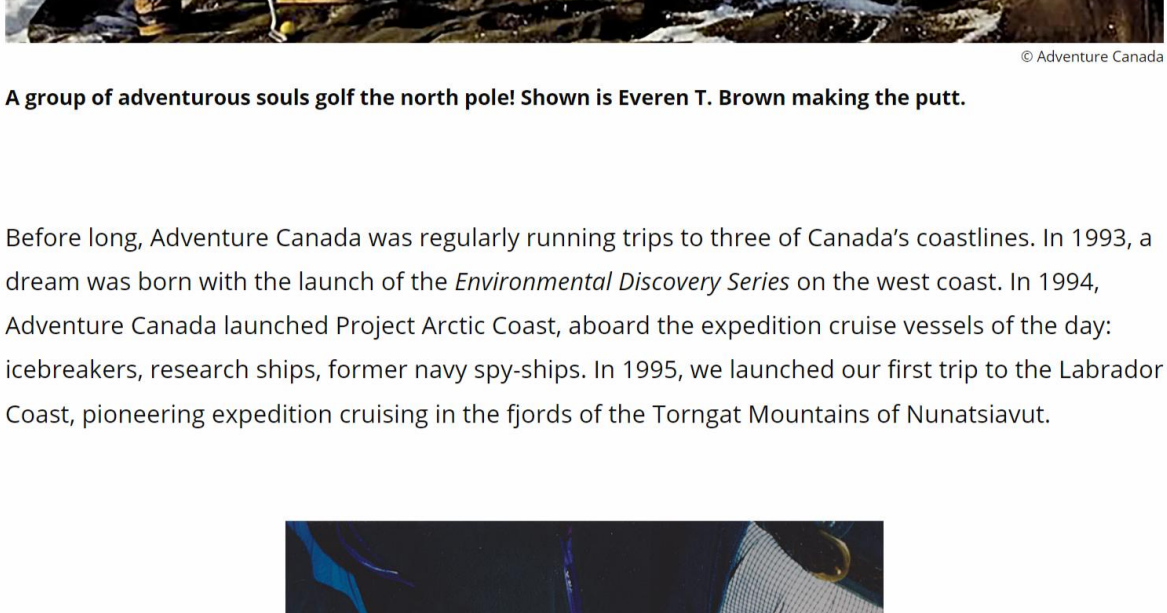 © Adventure Canada
A group of adventurous souls golf the north pole! Shown is Everen T. Brown making the putt.
Before long, Adventure Canada was regularly running trips to three of Canada’s coastlines. In 1993, a
dream was born with the launch of the Environmental Discovery Series on the west coast. In 1994,
Adventure Canada launched Project Arctic Coast, aboard the expedition cruise vessels of the day:
icebreakers, research ships, former navy spy-ships. In 1995, we launched our first trip to the Labrador
Coast, pioneering expedition cruising in the fjords of the Torngat Mountains of Nunatsiavut.